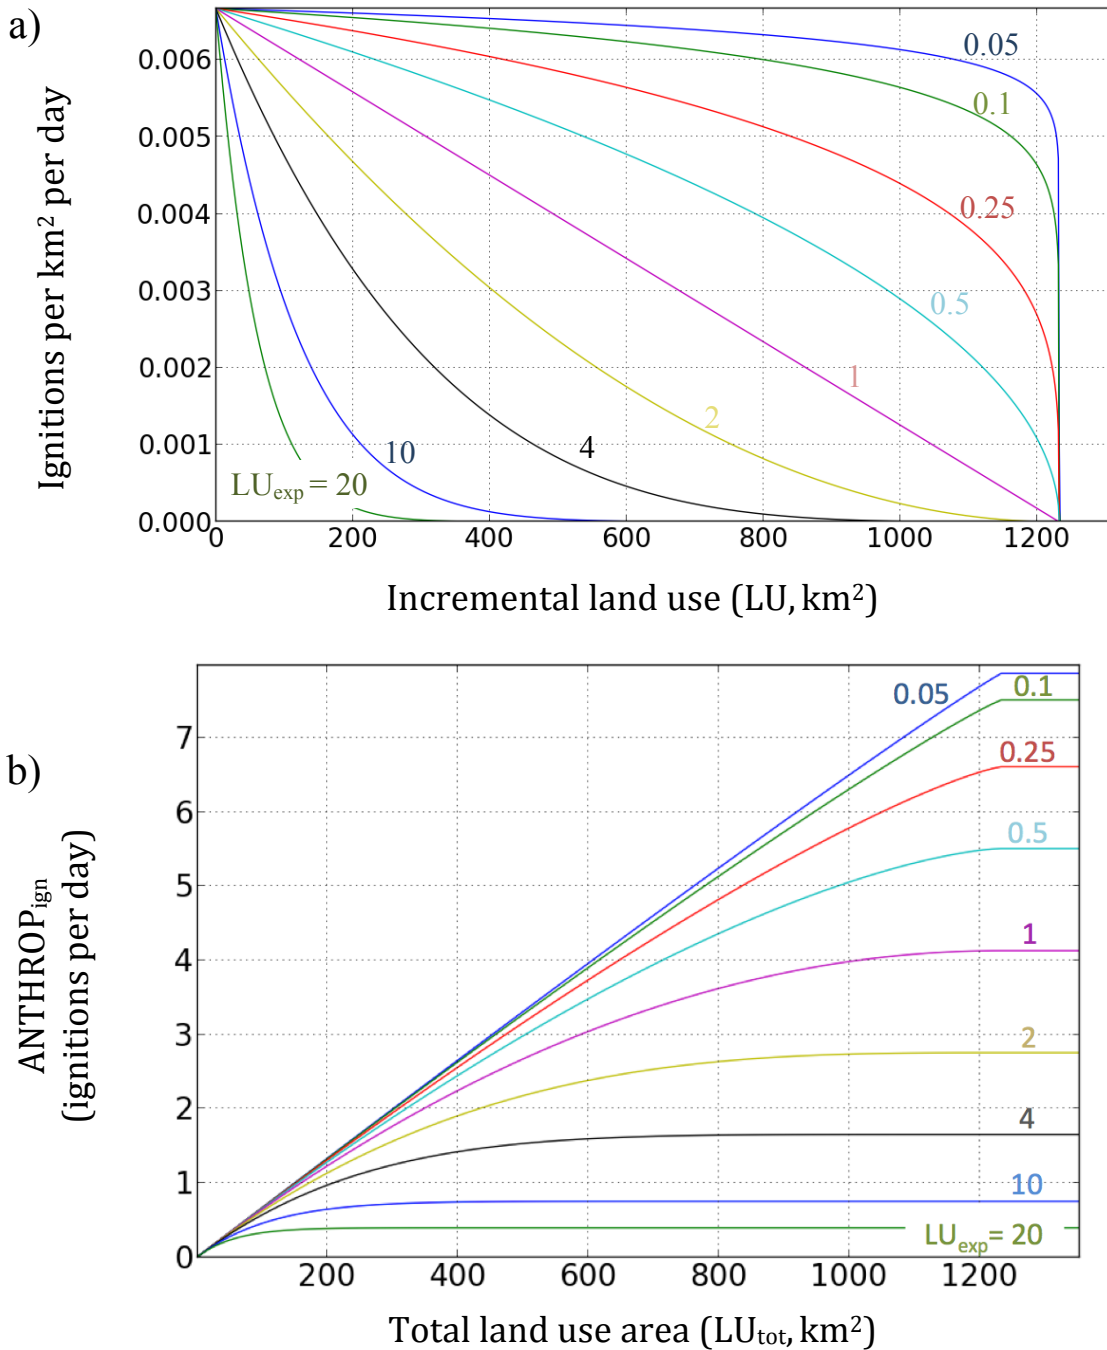 a)
Ignitions per km² per day
0.006
0.005
0.004
0.003
0.002
0.001
0.000
0.05
0.1
0.25
0.5
1
2
4
10
LUexp = 20
0 200 400 600 800 1000 1200
Incremental land use (LU, km²)
b)
ANTHROPign
(ignitions per day)
7
6
5
4
3
2
1
0
0.05
0.1
0.25
0.5
1
2
4
10
LUexp = 20
200 400 600 800 1000 1200
Total land use area (LUtot, km²)